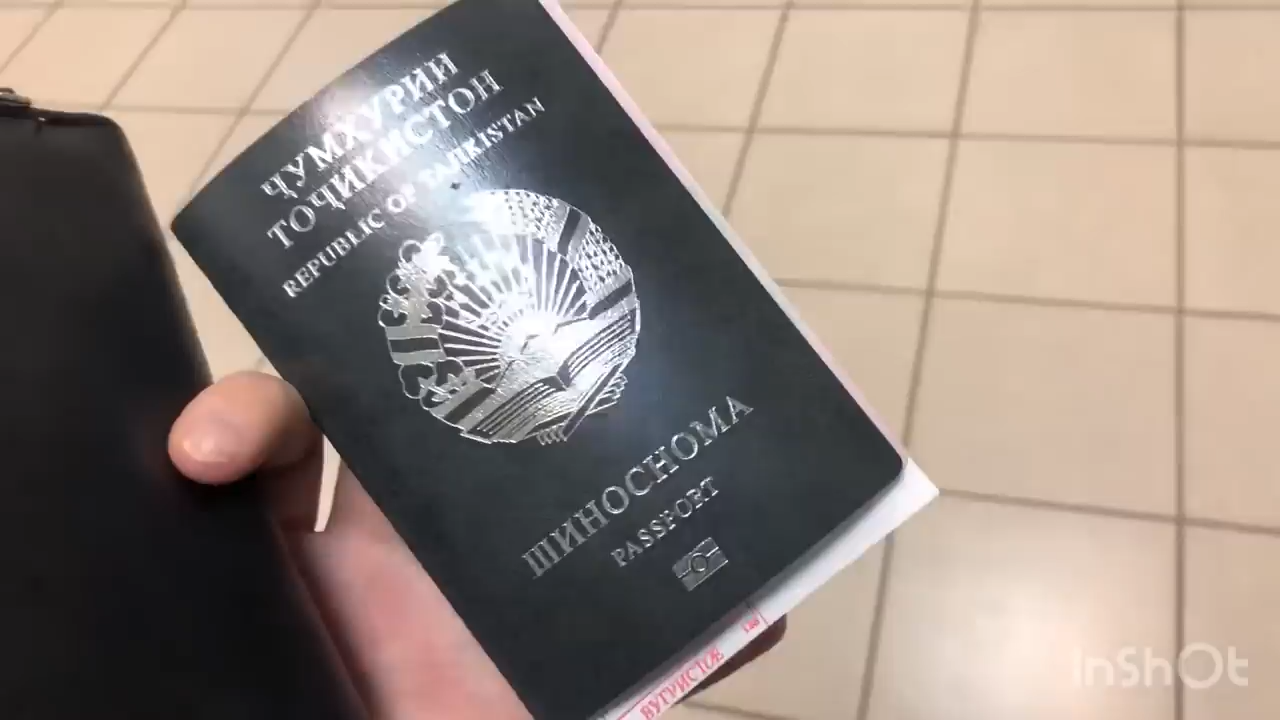 ҶУМҲУРИИ
ТОҶИКИСТОН
REPUBLIC OF TAJIKISTAN
ШИНОСНОМА
PASSPORT
InShOt